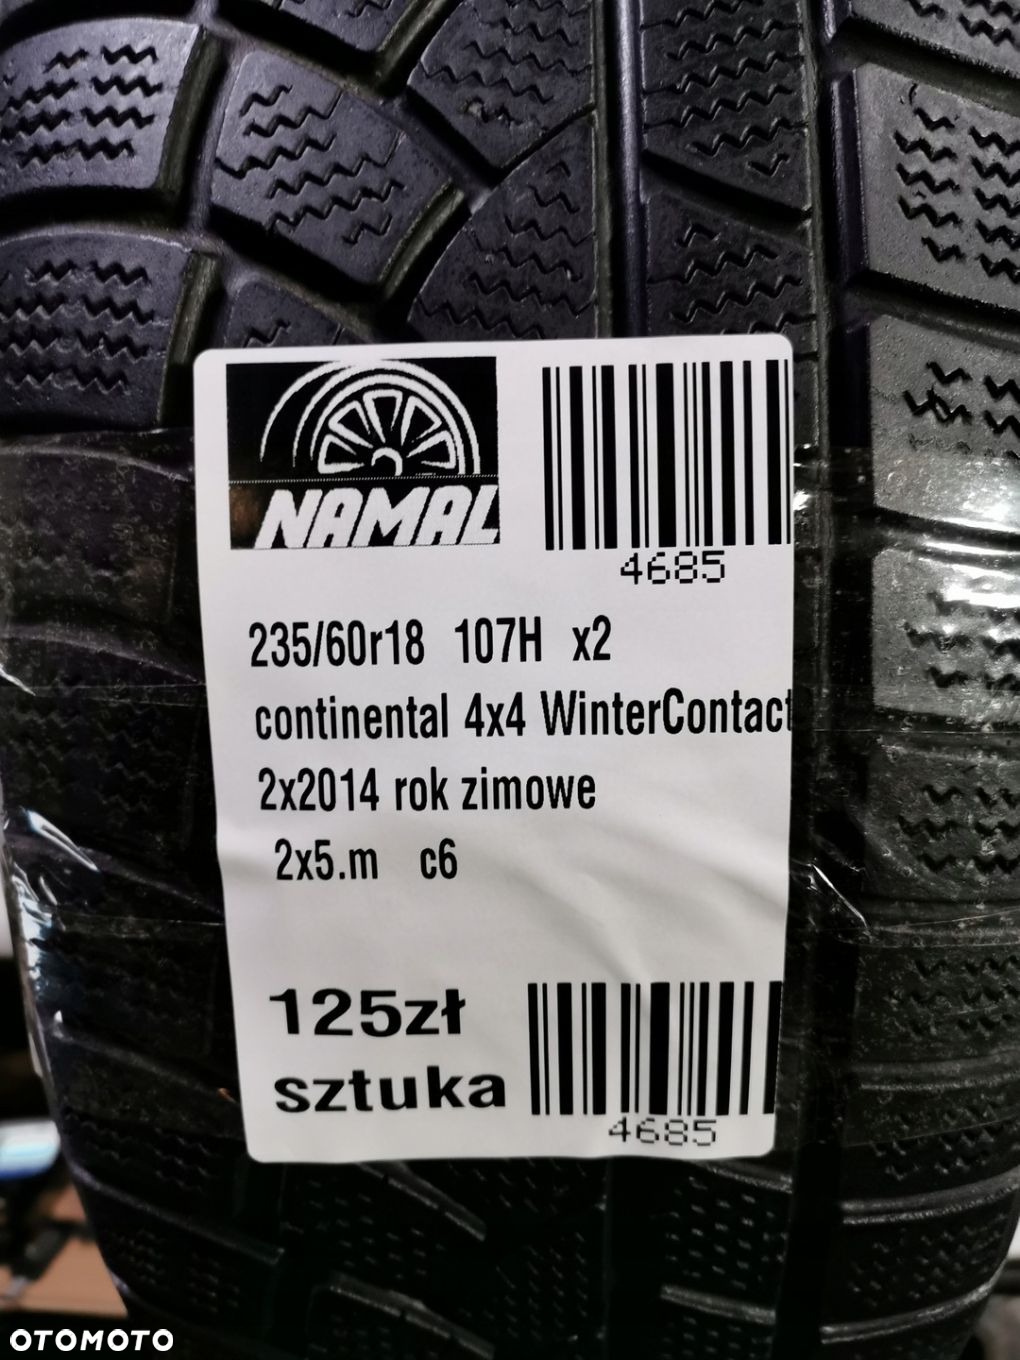 NAMAL
4685
235/60r18 107H x2
continental 4x4 WinterContact
2x2014 rok zimowe
2x5.m c6
125zł
sztuka
4685
OTOMOTO